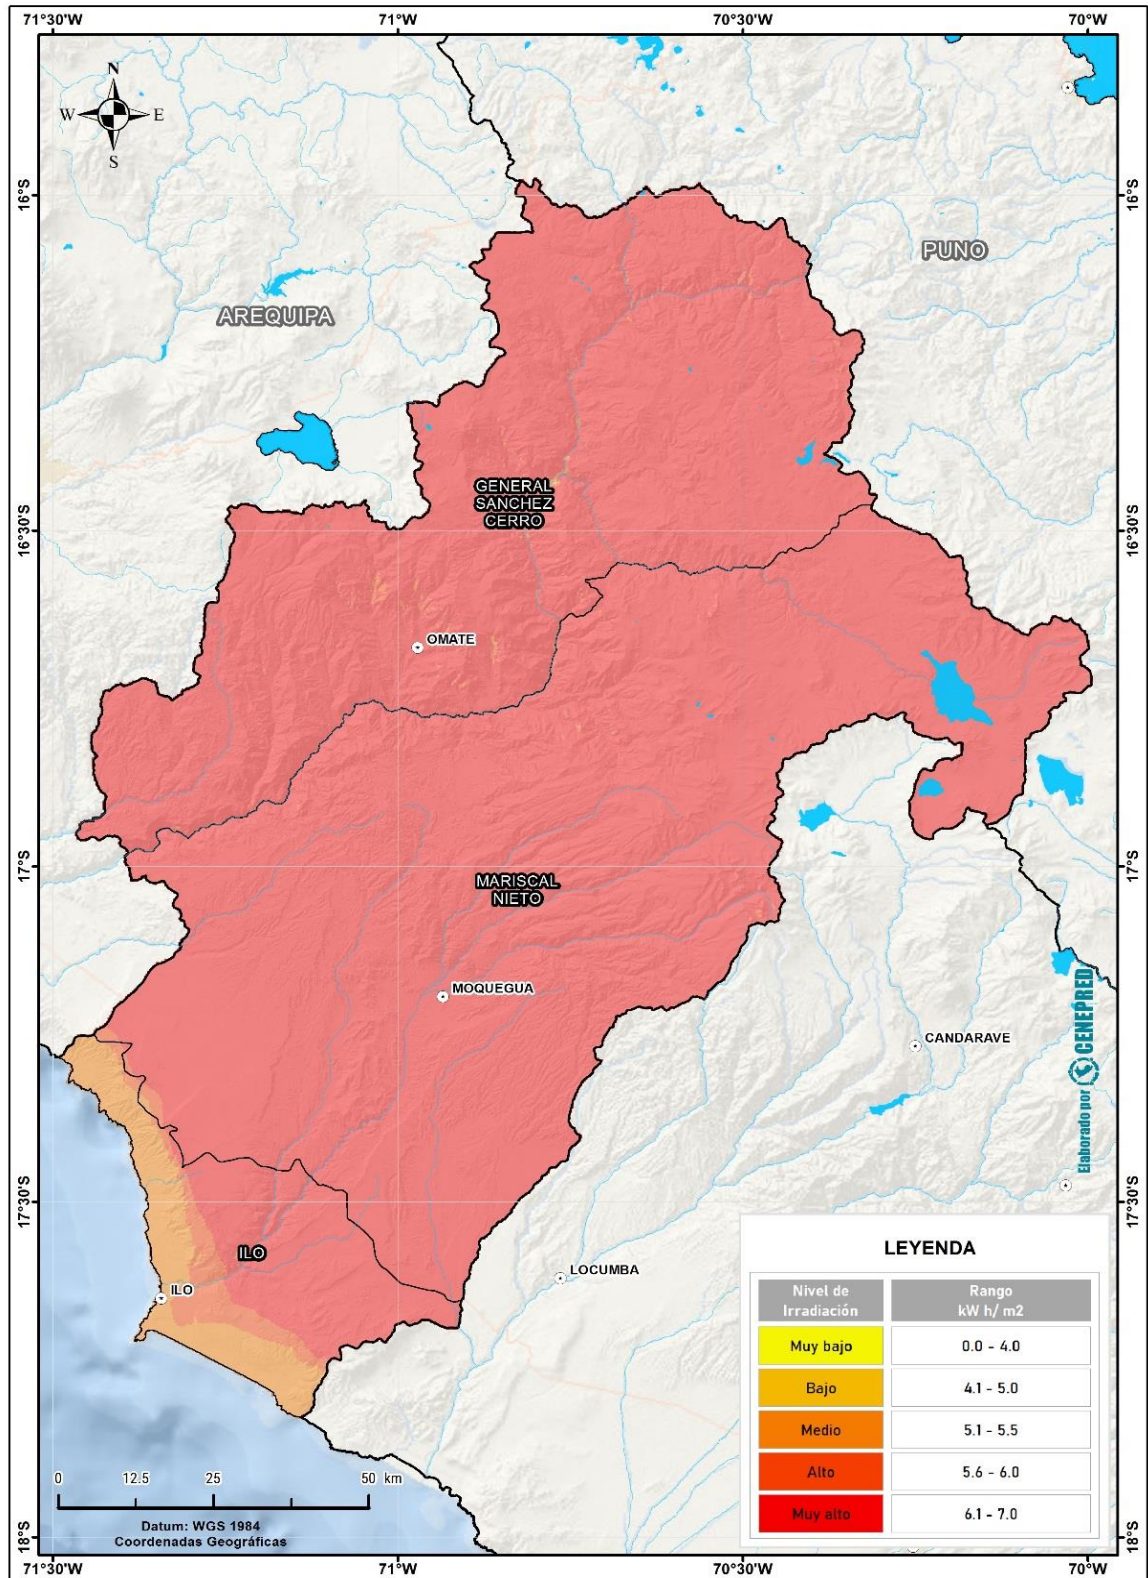 71°30'W
71°W
70°30'W
70°W
N
W
E
S
16°S
16°S
PUNO
AREQUIPA
GENERAL
SANCHEZ
CERRO
16°30'S
16°30'S
OMATE
17°S
17°S
MARISCAL
NIETO
MOQUEGUA
CANDARAVE
Elaborado por CENEPRED
17°30'S
17°30'S
ILO
ILO
LOCUMBA
LEYENDA
Nivel de
Irradiación
Rango
kW h/ m2
Muy bajo
0.0 - 4.0
Bajo
4.1 - 5.0
Medio
5.1 - 5.5
Alto
5.6 - 6.0
Muy alto
6.1 - 7.0
0 12.5 25 50 km
Datum: WGS 1984
Coordenadas Geográficas
18°S
18°S
71°30'W
71°W
70°30'W
70°W